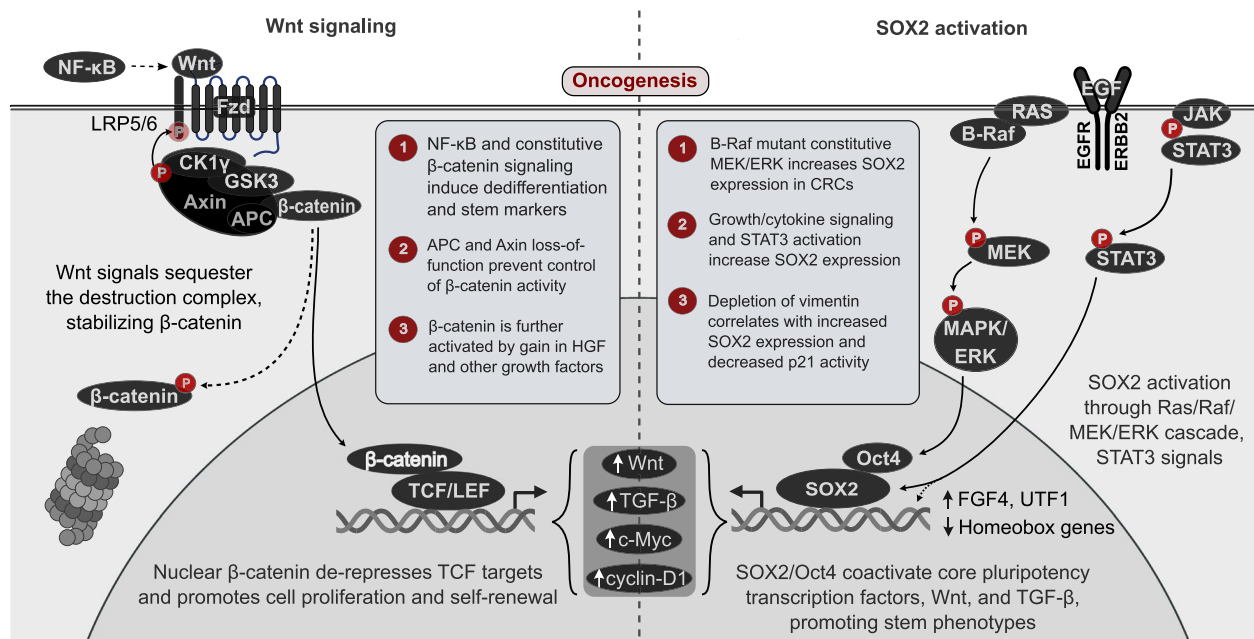 Wnt signaling
SOX2 activation
Oncogenesis
NF-κB
Wnt
Fzd
LRP5/6
P
P
CK1γ
GSK3
Axin
APC
β-catenin
Wnt signals sequester
the destruction complex,
stabilizing β-catenin
β-catenin
P
1
NF-κB and constitutive
β-catenin signaling
induce dedifferentiation
and stem markers
2
APC and Axin loss-of-
function prevent control
of β-catenin activity
3
β-catenin is further
activated by gain in HGF
and other growth factors
1
B-Raf mutant constitutive
MEK/ERK increases SOX2
expression in CRCs
2
Growth/cytokine signaling
and STAT3 activation
increase SOX2 expression
3
Depletion of vimentin
correlates with increased
SOX2 expression and
decreased p21 activity
RAS
B-Raf
EGF
EGFR
ERBB2
JAK
P
STAT3
P
MEK
P
STAT3
P
MAPK/
ERK
SOX2 activation
through Ras/Raf/
MEK/ERK cascade,
STAT3 signals
β-catenin
TCF/LEF
Wnt
TGF-β
c-Myc
cyclin-D1
Oct4
SOX2
FGF4, UTF1
Homeobox genes
Nuclear β-catenin de-represses TCF targets
and promotes cell proliferation and self-renewal
SOX2/Oct4 coactivate core pluripotency
transcription factors, Wnt, and TGF-β,
promoting stem phenotypes